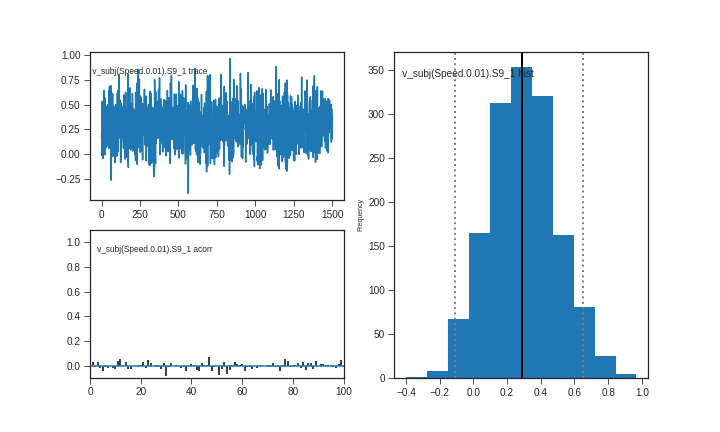 v_subj(Speed.0.01).S9_1 trace
1.00
0.75
0.50
0.25
0.00
−0.25
0 250 500 750 1000 1250 1500
v_subj(Speed.0.01).S9_1 acorr
1.0
0.8
0.6
0.4
0.2
0.0
0 20 40 60 80 100
v_subj(Speed.0.01).S9_1 hist
Frequency
350
300
250
200
150
100
50
0
−0.4 −0.2 0.0 0.2 0.4 0.6 0.8 1.0